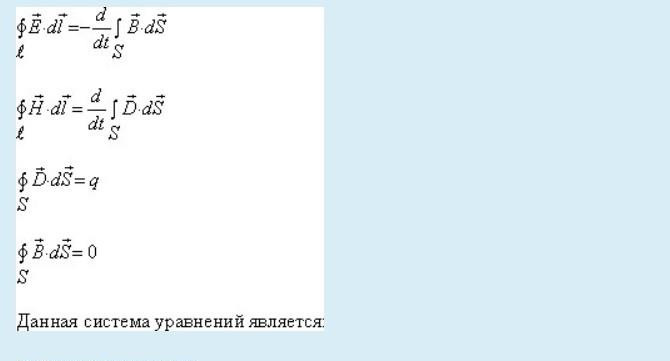 ∮E⃗·dl⃗=−d/dt∫B⃗·dS⃗
ℓ S
∮H⃗·dl⃗=d/dt∫D⃗·dS⃗
ℓ S
∮D⃗·dS⃗=q
S
∮B⃗·dS⃗=0
S
Данная система уравнений является: